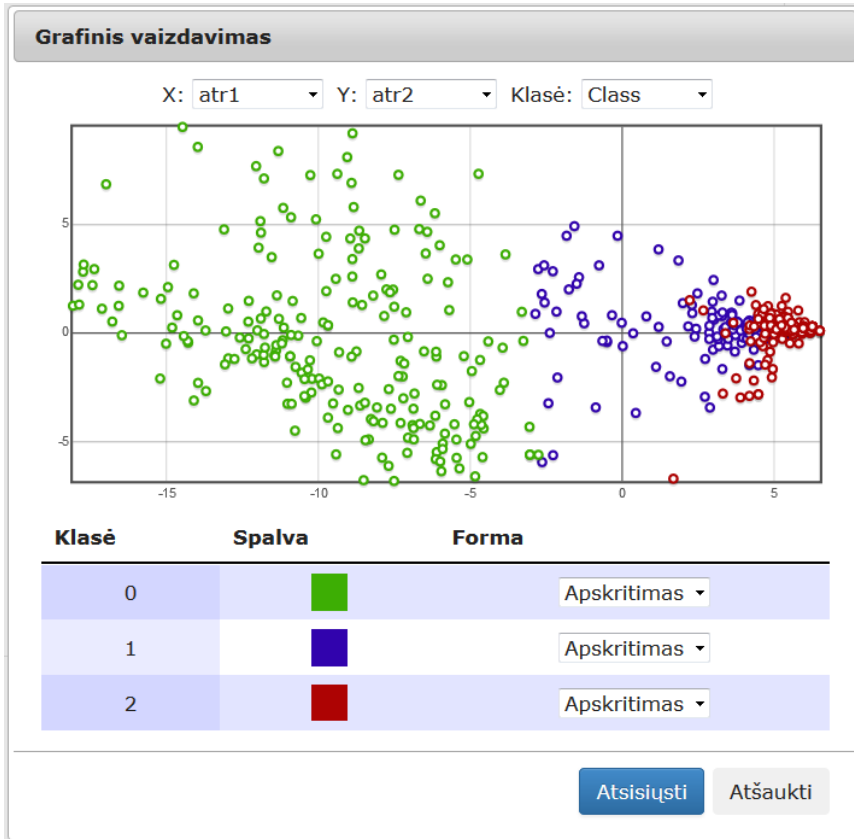 Grafinis vaizdavimas
X: atr1 Y: atr2 Klasė: Class
5
0
-5
-15 -10 -5 0 5
Klasė Spalva Forma
0 Apskritimas
1 Apskritimas
2 Apskritimas
Atsisiųsti Atšaukti